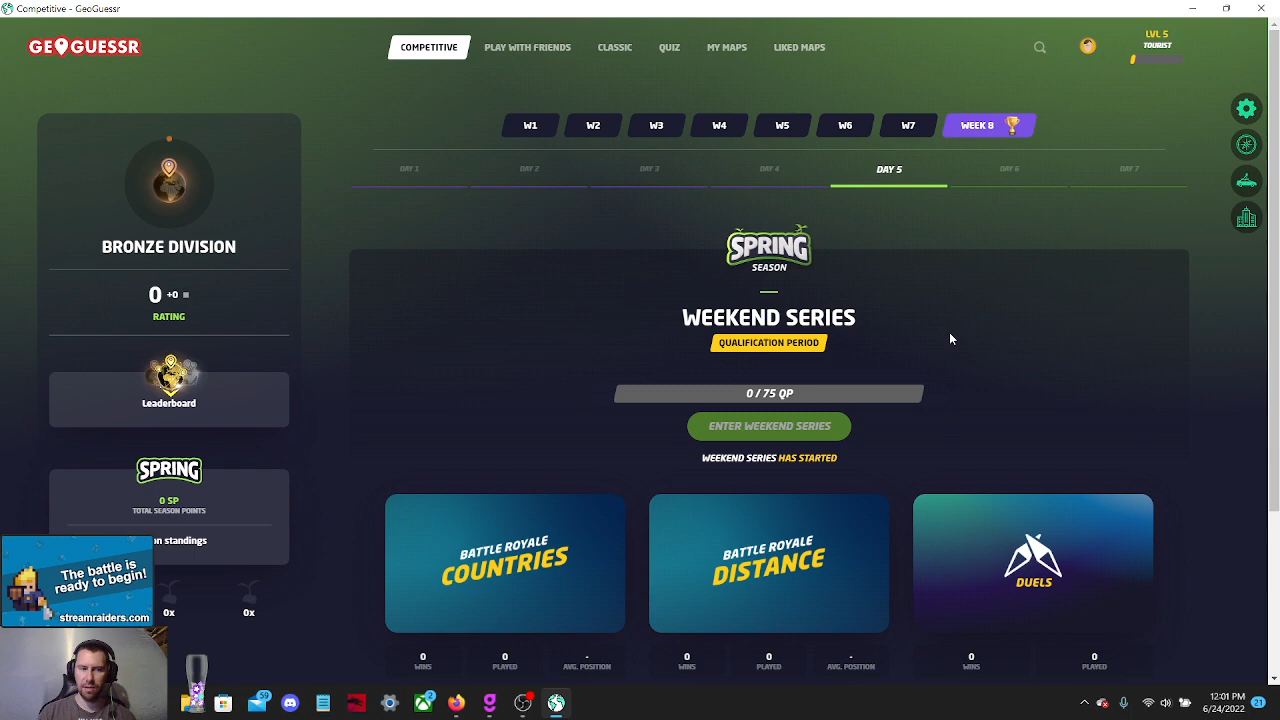 Competitive - GeoGuessr
GEOGUESSR
COMPETITIVE
PLAY WITH FRIENDS
CLASSIC
QUIZ
MY MAPS
LIKED MAPS
LVL 5
TOURIST
W1
W2
W3
W4
W5
W6
W7
WEEK 8
DAY 1
DAY 2
DAY 3
DAY 4
DAY 5
DAY 6
DAY 7
BRONZE DIVISION
0 +0
RATING
Leaderboard
SPRING
0 SP
TOTAL SEASON POINTS
on standings
0x
0x
SPRING
SEASON
WEEKEND SERIES
QUALIFICATION PERIOD
0 / 75 QP
ENTER WEEKEND SERIES
WEEKEND SERIES HAS STARTED
BATTLE ROYALE
COUNTRIES
0
WINS
0
PLAYED
-
AVG. POSITION
BATTLE ROYALE
DISTANCE
0
WINS
0
PLAYED
-
AVG. POSITION
DUELS
0
WINS
0
PLAYED
The battle is
ready to begin!
streamraiders.com
59
2
12:01 PM
6/24/2022
21